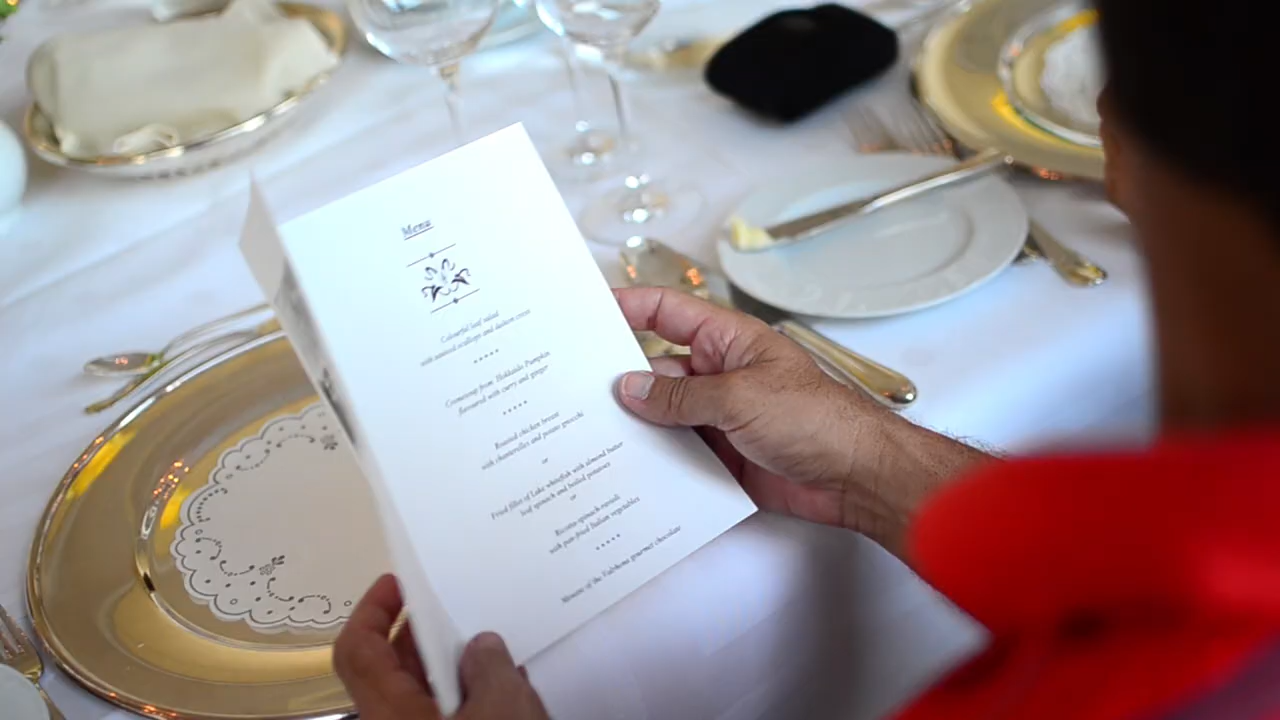 Menu
Colourful leaf salad
with sauteed scallops and daikon cress
*****
Cremesoup from Hokkaido Pumpkin
flavoured with curry and ginger
*****
Roasted chicken breast
with chanterelles and potato gnocchi
or
Fried fillet of Lake whitefish with almond butter
leaf spinach and boiled potatoes
or
Ricotta-spinach-ravioli
with pan-fried Italian vegetables
*****
Mousse of the Valrhona gourmet chocolate